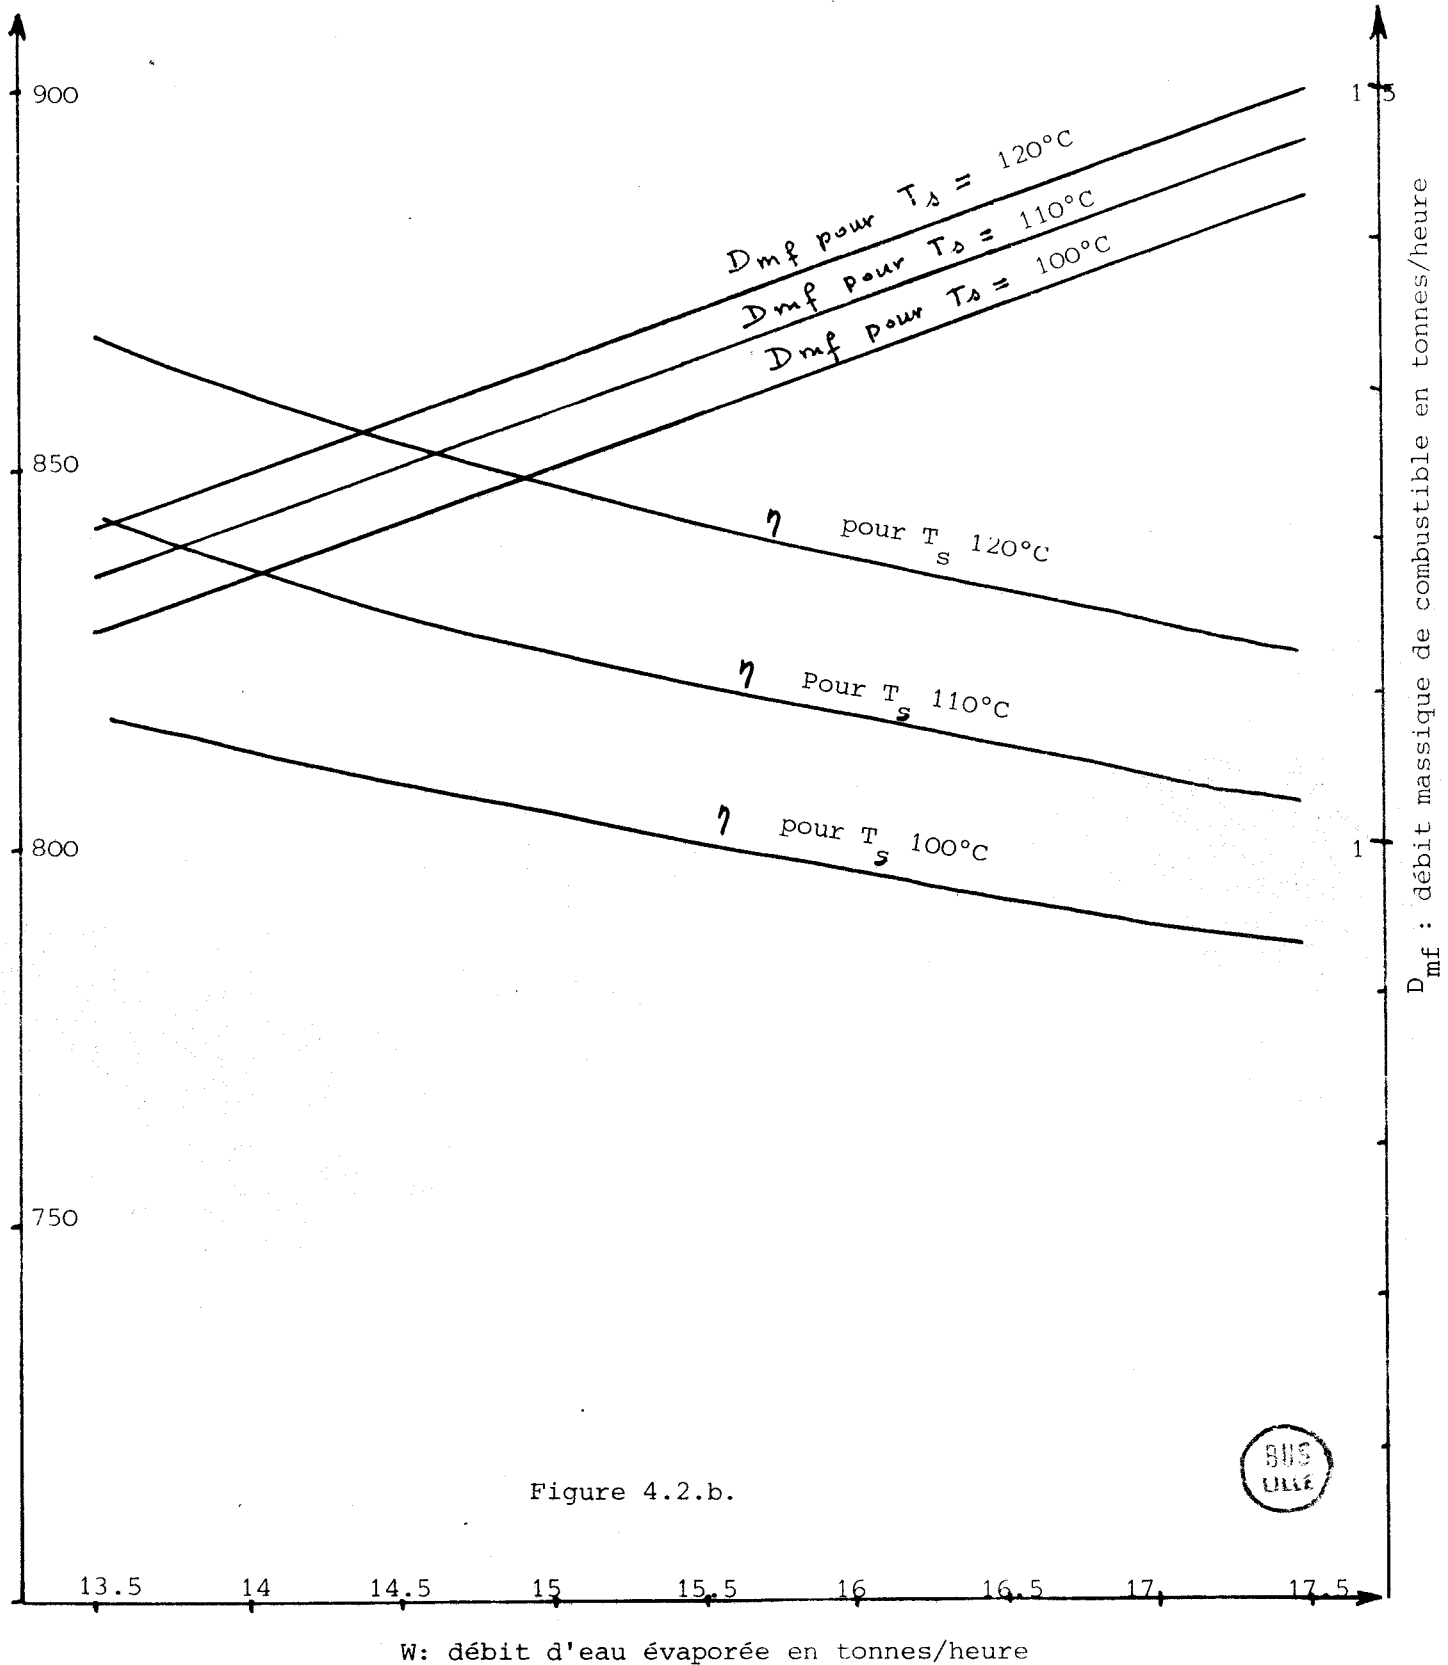 900
1 5
Dmf pour Ts = 120°C
Dmf pour Ts = 110°C
Dmf pour Ts = 100°C
850
η pour Ts 120°C
η Pour Ts 110°C
η pour Ts 100°C
800
1
750
Dmf : débit massique de combustible en tonnes/heure
BUS
LILLE
Figure 4.2.b.
13.5 14 14.5 15 15.5 16 16.5 17 17.5
W: débit d'eau évaporée en tonnes/heure